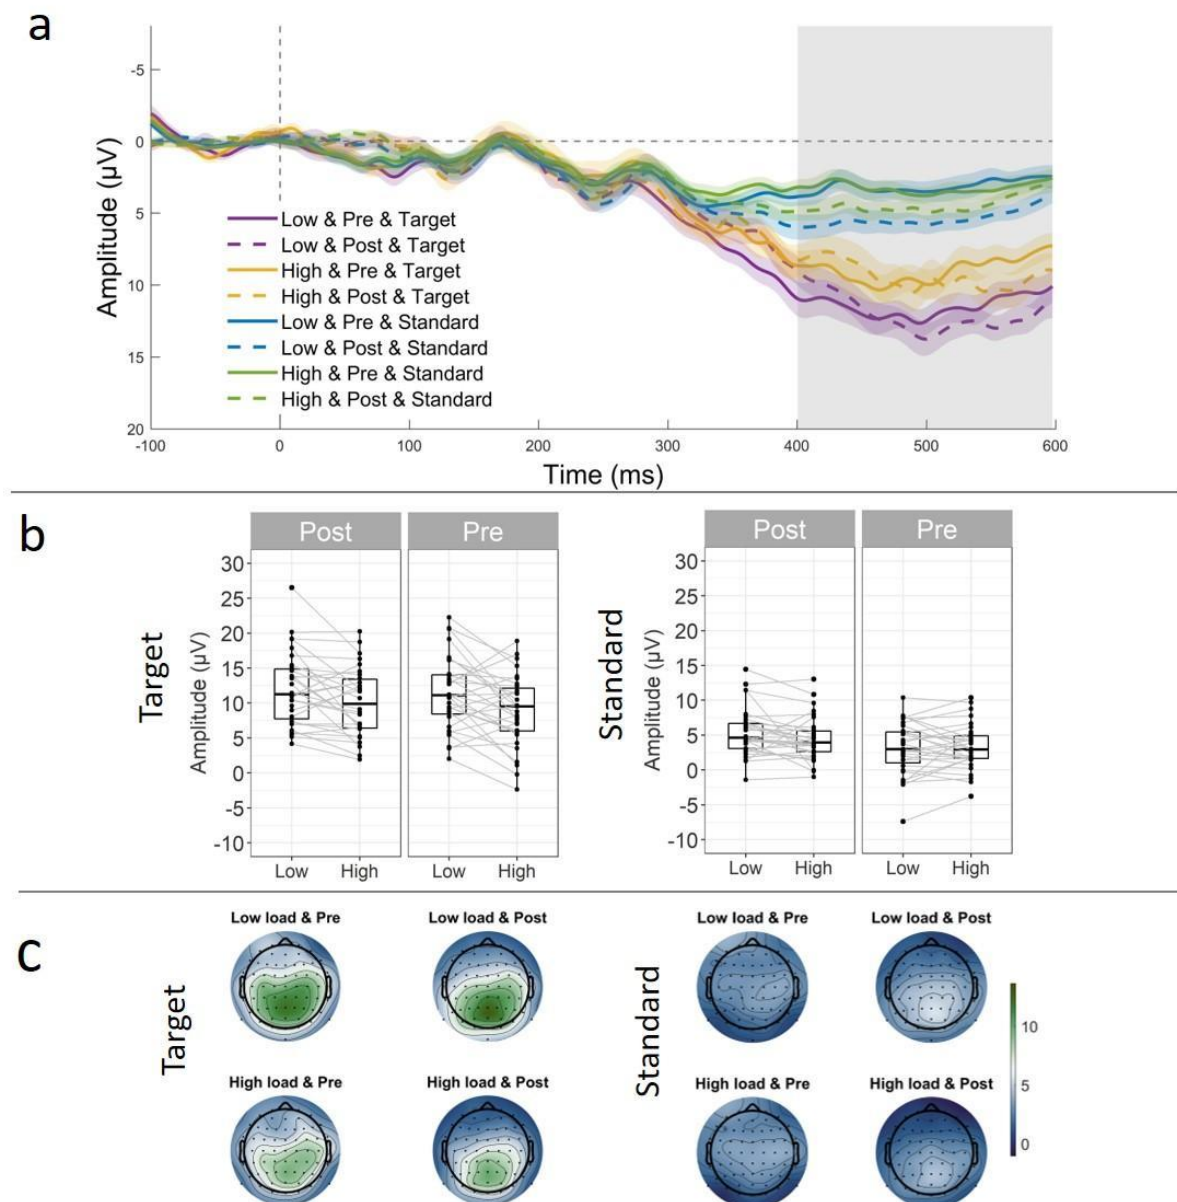 a
-5
0
5
10
15
20
Amplitude (µV)
Low & Pre & Target
Low & Post & Target
High & Pre & Target
High & Post & Target
Low & Pre & Standard
Low & Post & Standard
High & Pre & Standard
High & Post & Standard
-100 0 100 200 300 400 500 600
Time (ms)
b
Target
Amplitude (µV)
Post Pre
30
25
20
15
10
5
0
-5
-10
Low High Low High
Standard
Amplitude (µV)
Post Pre
30
25
20
15
10
5
0
-5
-10
Low High Low High
c
Target
Low load & Pre Low load & Post
High load & Pre High load & Post
Standard
Low load & Pre Low load & Post
High load & Pre High load & Post
10
5
0